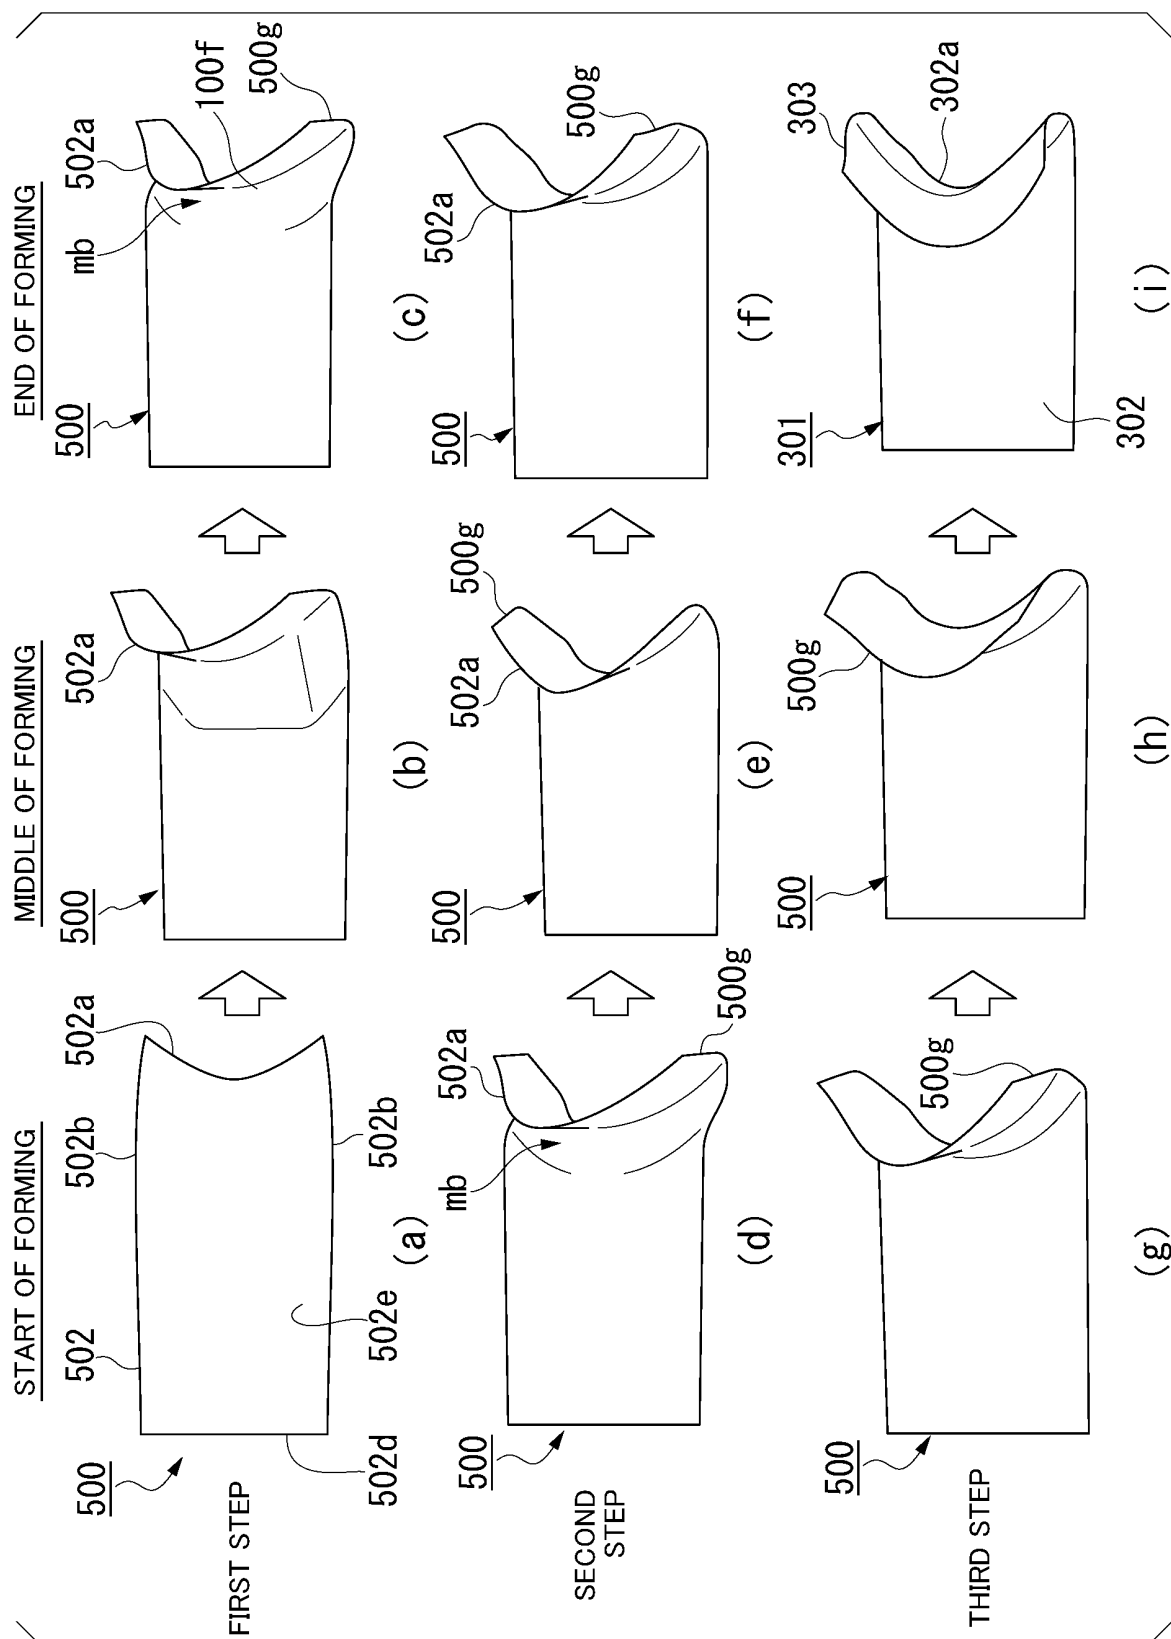 START OF FORMING
MIDDLE OF FORMING
END OF FORMING
FIRST STEP
500
502
502b
502a
502d
502e
502b
(a)
500
502a
(b)
500
mb
502a
100f
500g
(c)
SECOND
STEP
500
mb
502a
500g
(d)
500
502a
500g
(e)
500
502a
500g
(f)
THIRD STEP
500
500g
(g)
500
500g
(h)
301
303
302a
302
(i)